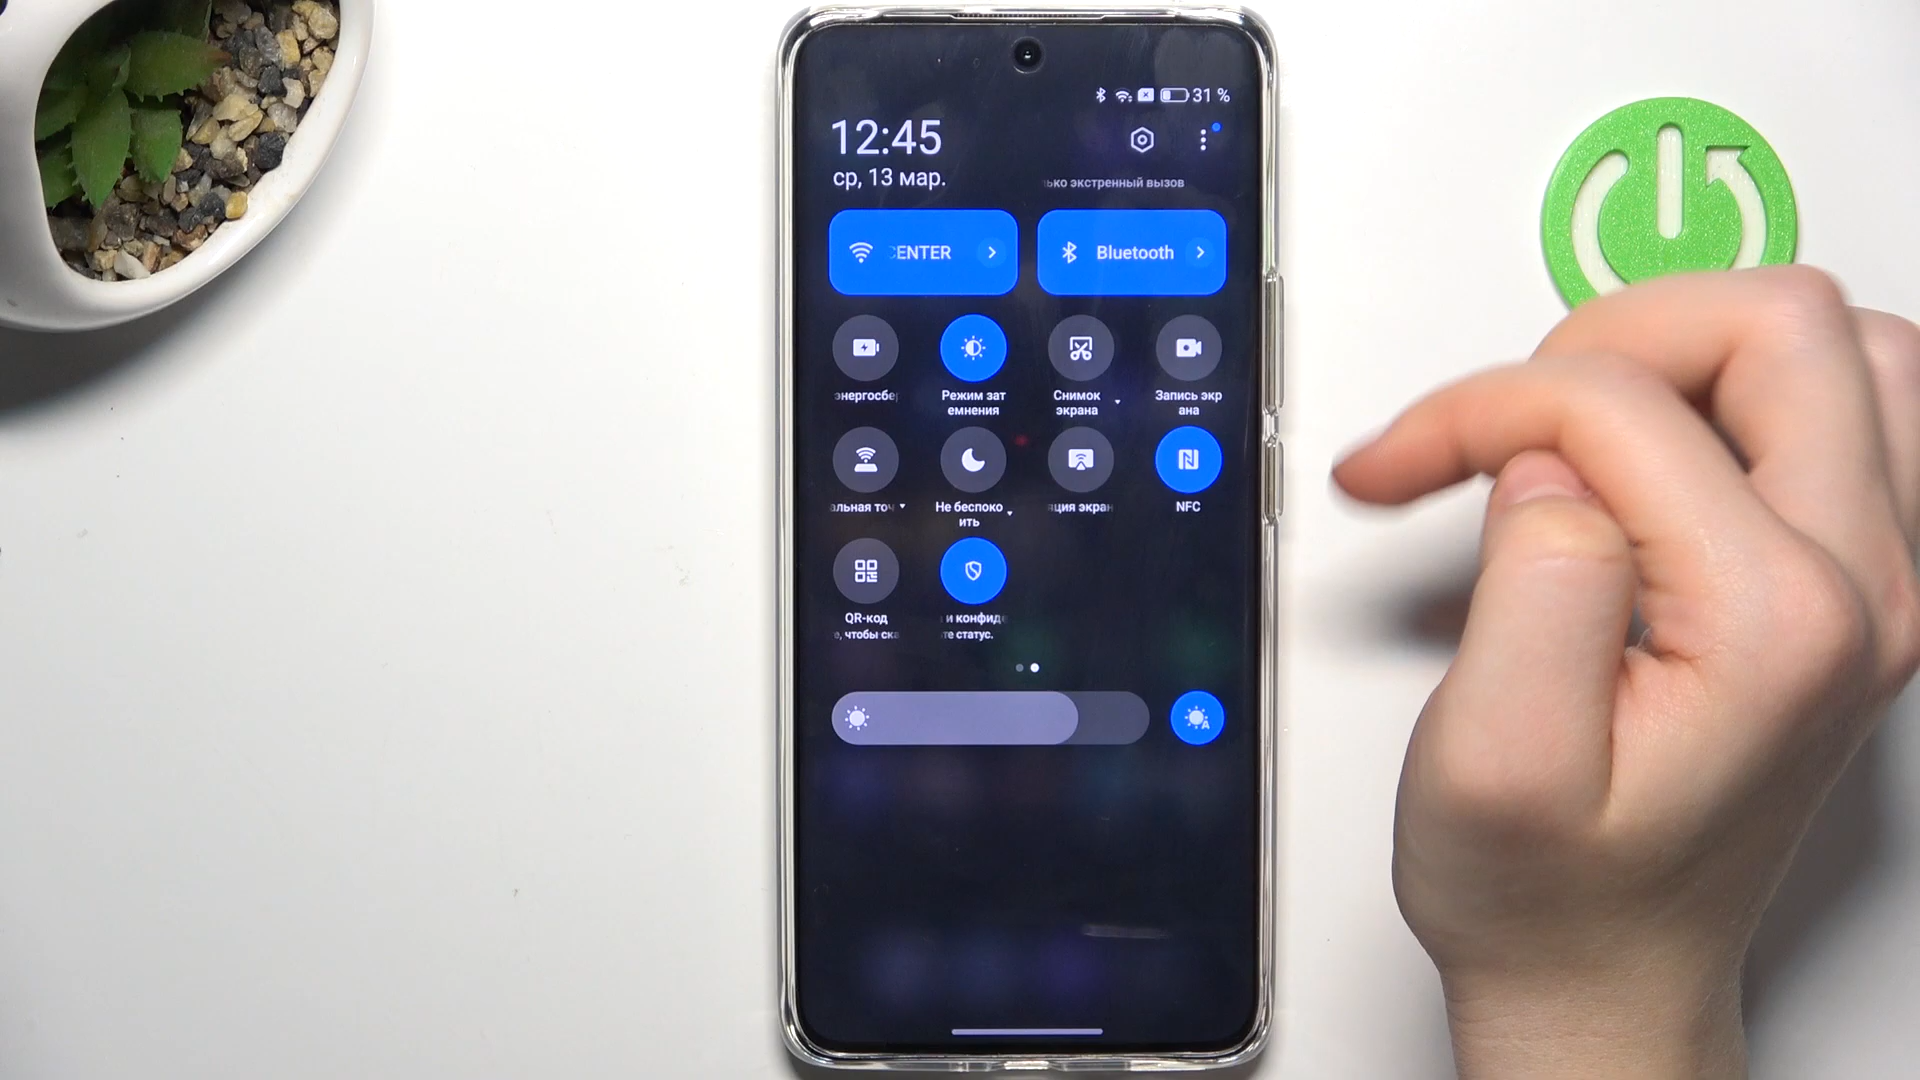 31 %
12:45
ср, 13 мар.
ько экстренный вызов
ENTER
Bluetooth
энергосбе
Режим зат
емнения
Снимок
экрана
Запись экр
ана
альная точ
Не беспоко
ить
ция экран
NFC
QR-код
е, чтобы ска
и конфид
те статус.